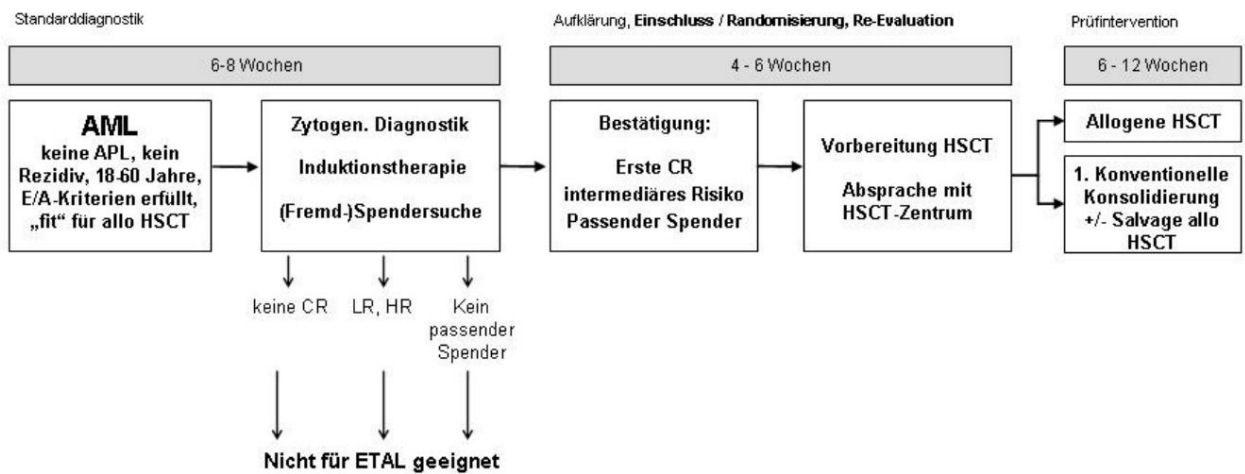 Standarddiagnostik
Aufklärung, Einschluss / Randomisierung, Re-Evaluation
Prüfintervention
6-8 Wochen
4 - 6 Wochen
6 - 12 Wochen
AML
keine APL, kein
Rezidiv, 18-60 Jahre,
E/A-Kriterien erfüllt,
„fit“ für allo HSCT
Zytogen. Diagnostik
Induktionstherapie
(Fremd-)Spendersuche
Bestätigung:
Erste CR
intermediäres Risiko
Passender Spender
Vorbereitung HSCT
Absprache mit
HSCT-Zentrum
Allogene HSCT
1. Konventionelle
Konsolidierung
+/- Salvage allo
HSCT
keine CR
LR, HR
Kein
passender
Spender
Nicht für ETAL geeignet